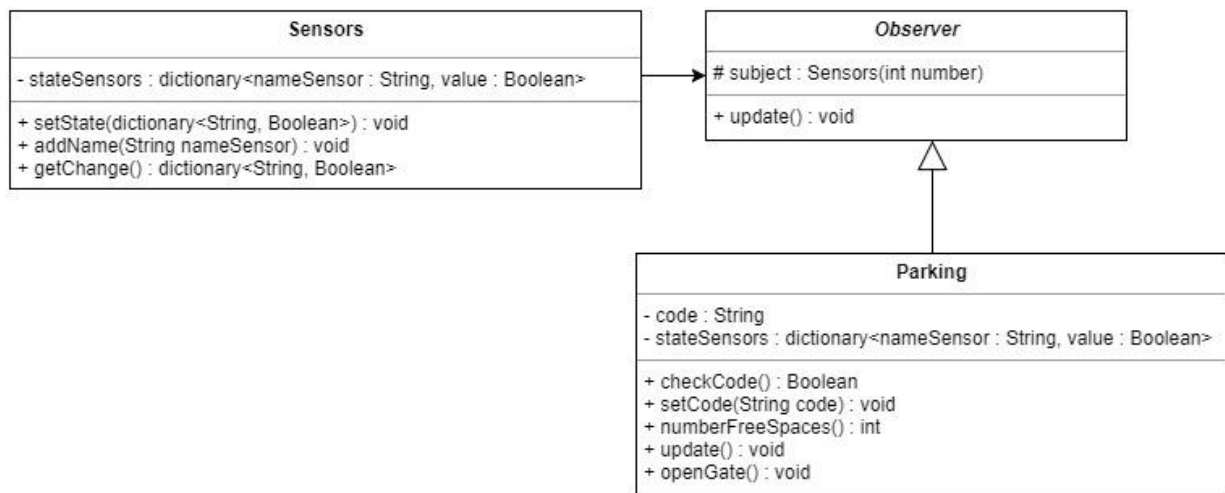 Sensors
- stateSensors : dictionary<nameSensor : String, value : Boolean>
+ setState(dictionary<String, Boolean>) : void
+ addName(String nameSensor) : void
+ getChange() : dictionary<String, Boolean>
Observer
# subject : Sensors(int number)
+ update() : void
Parking
- code : String
- stateSensors : dictionary<nameSensor : String, value : Boolean>
+ checkCode() : Boolean
+ setCode(String code) : void
+ numberFreeSpaces() : int
+ update() : void
+ openGate() : void